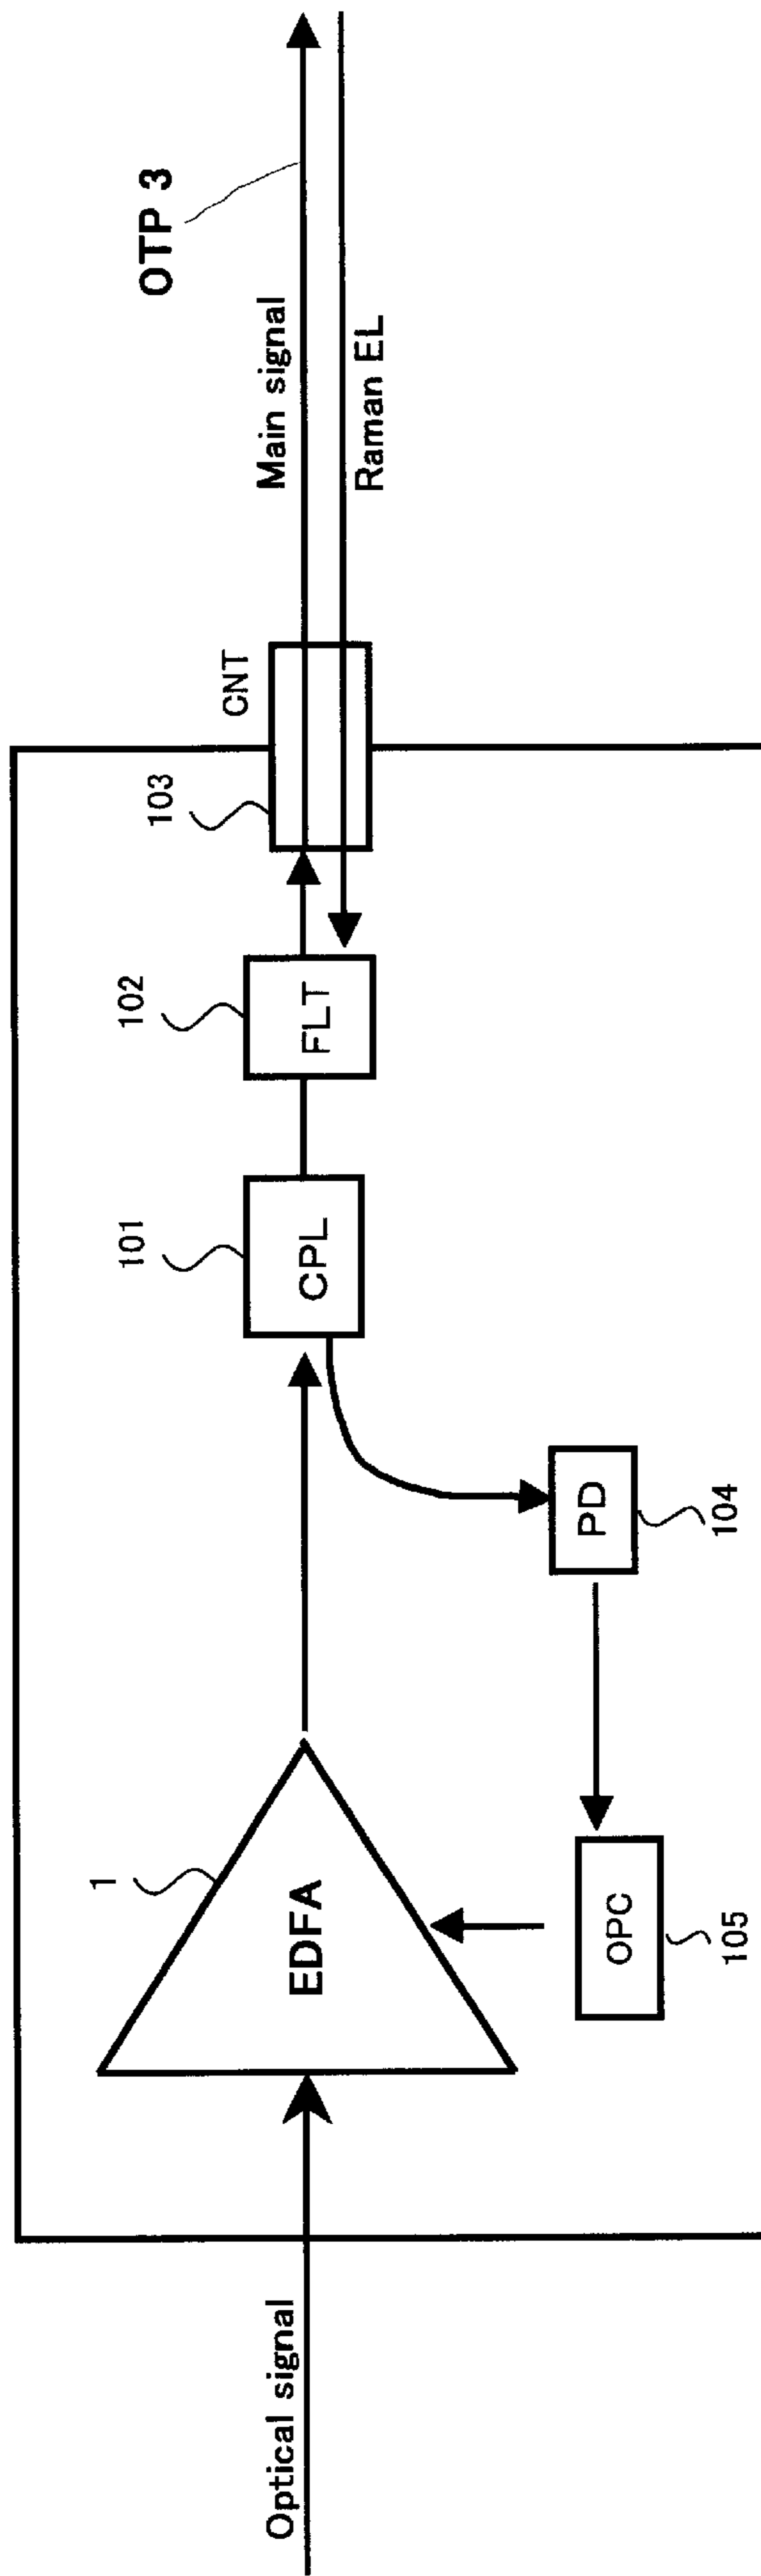 Optical signal
EDFA
1
OPC
105
PD
104
CPL
101
FLT
102
103
CNT
Main signal
Raman EL
OTP 3